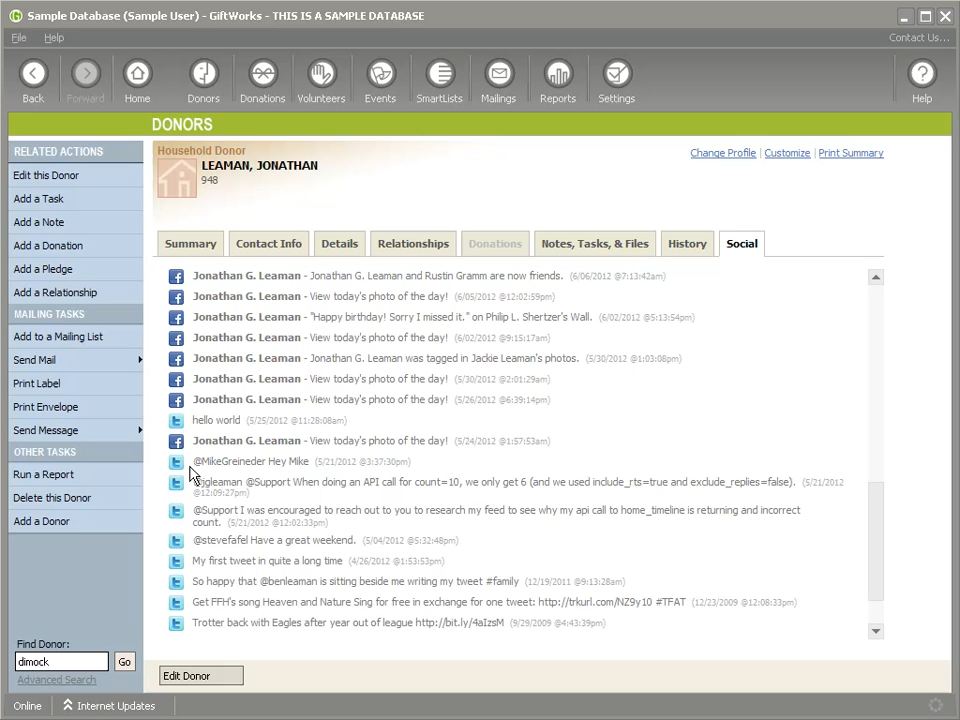 Sample Database (Sample User) - GiftWorks - THIS IS A SAMPLE DATABASE
File Help Contact Us...
Back Forward Home Donors Donations Volunteers Events SmartLists Mailings Reports Settings Help
DONORS
RELATED ACTIONS
Edit this Donor
Add a Task
Add a Note
Add a Donation
Add a Pledge
Add a Relationship
MAILING TASKS
Add to a Mailing List
Send Mail
Print Label
Print Envelope
Send Message
OTHER TASKS
Run a Report
Delete this Donor
Add a Donor
Find Donor:
dimock Go
Advanced Search
Household Donor
LEAMAN, JONATHAN
948
Change Profile | Customize | Print Summary
Summary Contact Info Details Relationships Donations Notes, Tasks, & Files History Social
Jonathan G. Leaman - Jonathan G. Leaman and Rustin Gramm are now friends. (6/06/2012 @7:13:42am)
Jonathan G. Leaman - View today's photo of the day! (6/05/2012 @12:02:59pm)
Jonathan G. Leaman - "Happy birthday! Sorry I missed it." on Philip L. Shertzer's Wall. (6/02/2012 @5:13:54pm)
Jonathan G. Leaman - View today's photo of the day! (6/02/2012 @9:15:17am)
Jonathan G. Leaman - Jonathan G. Leaman was tagged in Jackie Leaman's photos. (5/30/2012 @1:03:08pm)
Jonathan G. Leaman - View today's photo of the day! (5/30/2012 @2:01:29am)
Jonathan G. Leaman - View today's photo of the day! (5/26/2012 @6:39:14pm)
hello world (5/25/2012 @11:28:08am)
Jonathan G. Leaman - View today's photo of the day! (5/24/2012 @1:57:53am)
@MikeGreineder Hey Mike (5/21/2012 @3:37:30pm)
@jgleaman @Support When doing an API call for count=10, we only get 6 (and we used include_rts=true and exclude_replies=false). (5/21/2012
@12:09:27pm)
@Support I was encouraged to reach out to you to research my feed to see why my api call to home_timeline is returning and incorrect
count. (5/21/2012 @12:02:33pm)
@stevefafel Have a great weekend. (5/04/2012 @5:32:48pm)
My first tweet in quite a long time (4/26/2012 @1:53:53pm)
So happy that @benleaman is sitting beside me writing my tweet #family (12/19/2011 @9:13:28am)
Get FFH's song Heaven and Nature Sing for free in exchange for one tweet: http://trkurl.com/NZ9y10 #TFAT (12/23/2009 @12:08:33pm)
Trotter back with Eagles after year out of league http://bit.ly/4aIzsM (9/29/2009 @4:43:39pm)
Edit Donor
Online Internet Updates